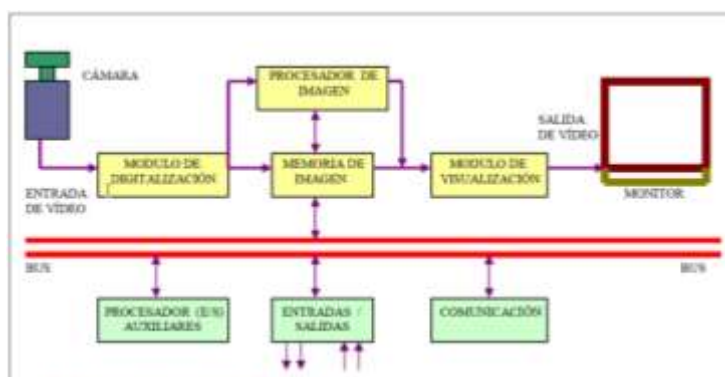 CÁMARA
PROCESADOR DE
IMAGEN
SALIDA
DE VÍDEO
MODULO DE
DIGITALIZACIÓN
MEMORIA DE
IMAGEN
MODULO DE
VISUALIZACIÓN
ENTRADA
DE VÍDEO
MONITOR
BUS
BUS
PROCESADOR (E/S)
AUXILIARES
ENTRADAS /
SALIDAS
COMUNICACIÓN